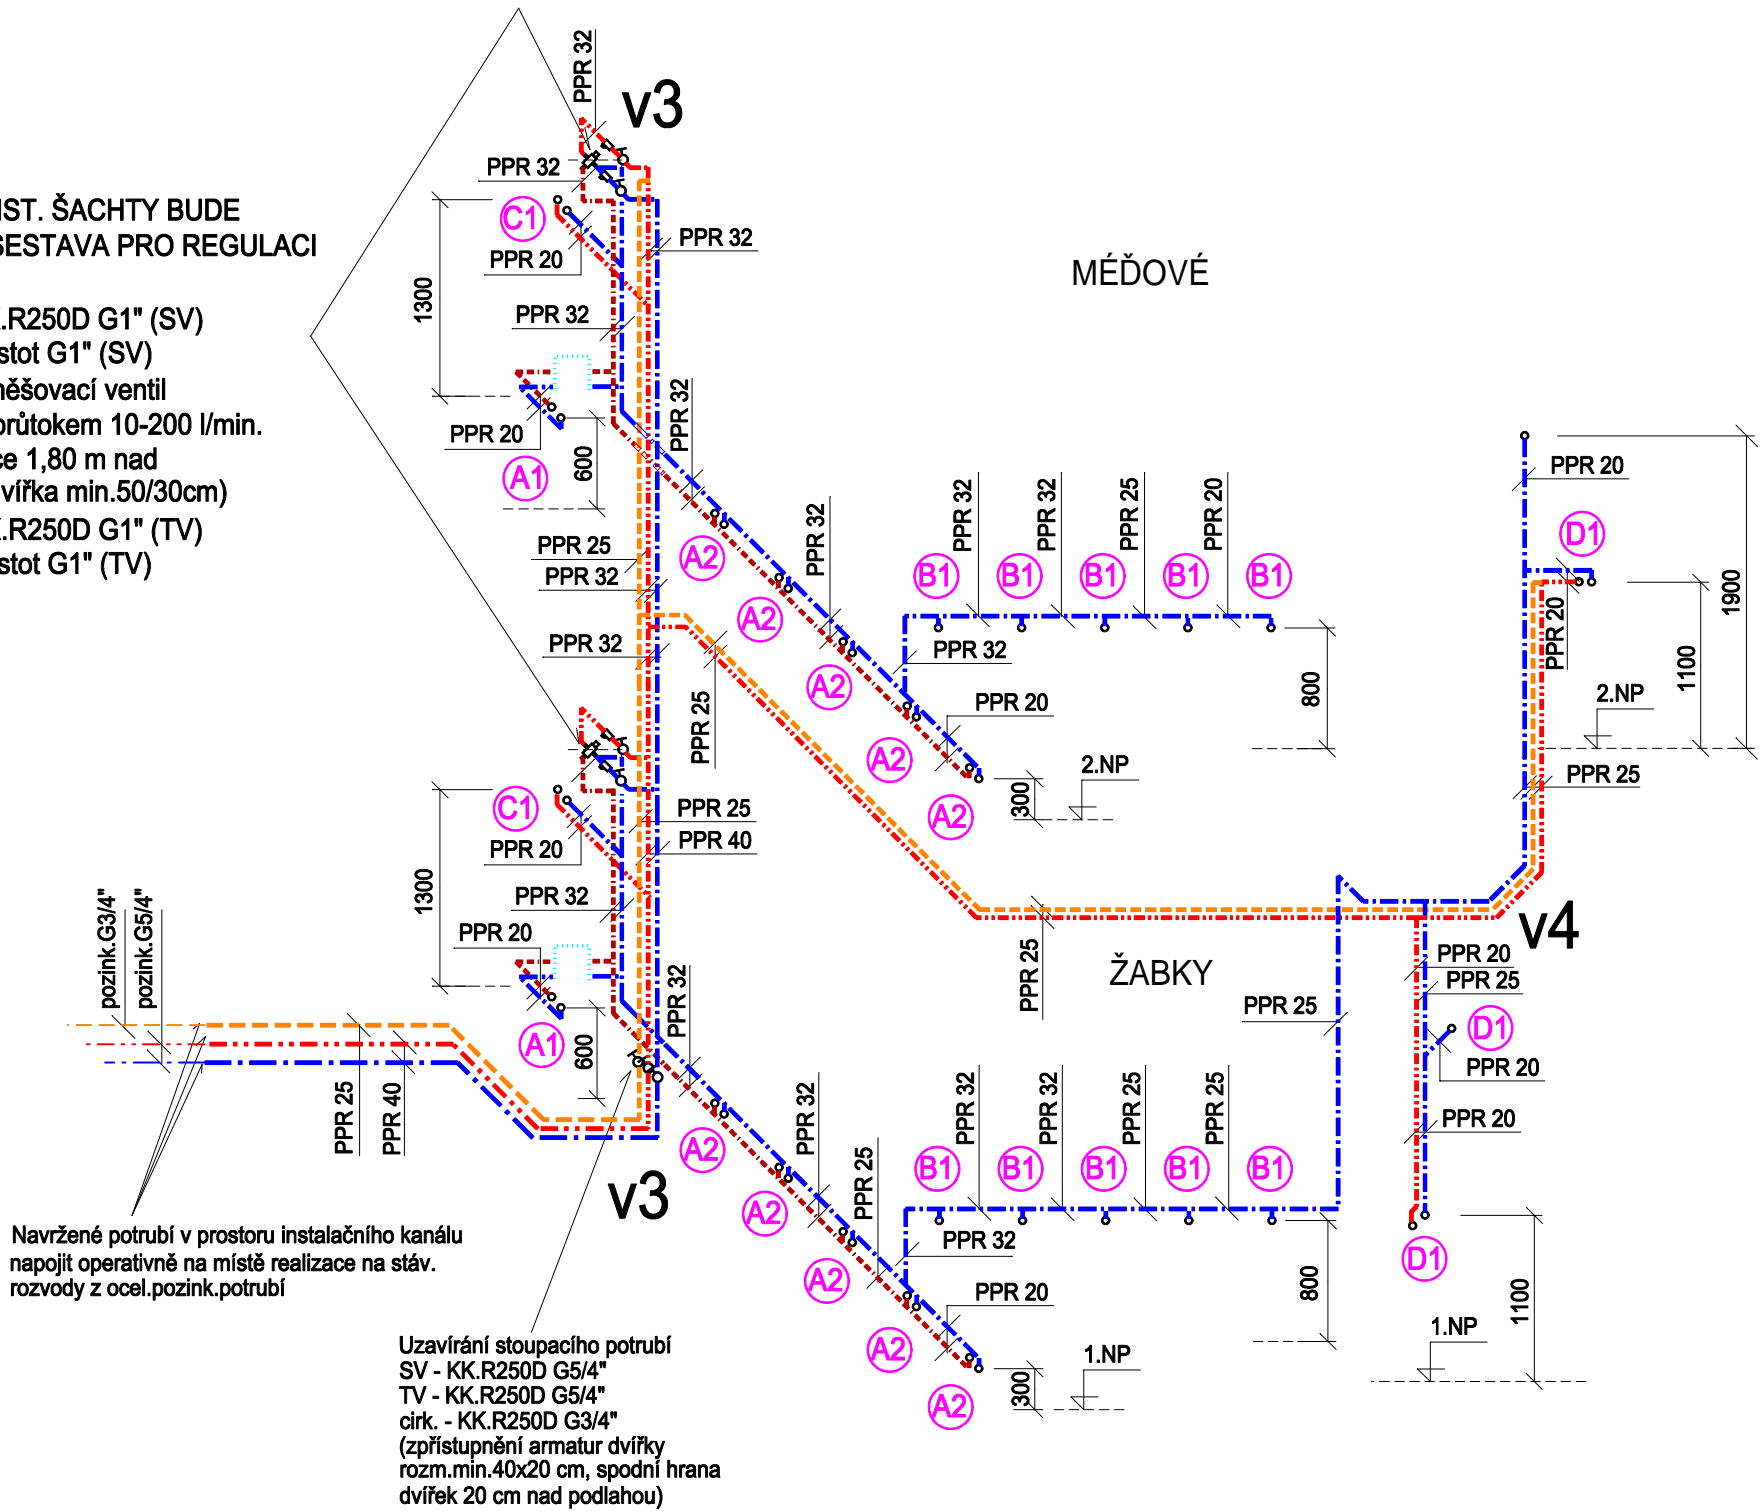 PPR 32
v3
PPR 32
C1
PPR 20
PPR 32
1300
PPR 32
PPR 20
A1
600
PPR 32
IST. ŠACHTY BUDE
SESTAVA PRO REGULACI
.R250D G1" (SV)
stot G1" (SV)
něšovací ventil
průtokem 10-200 l/min.
ce 1,80 m nad
vířka min.50/30cm)
.R250D G1" (TV)
stot G1" (TV)
MÉĎOVÉ
PPR 25
PPR 32
PPR 32
A2
A2
A2
A2
A2
PPR 32
PPR 32
PPR 20
PPR 25
B1
B1
B1
B1
B1
PPR 32
PPR 32
PPR 25
PPR 20
800
2.NP
300
PPR 20
D1
PPR 20
1900
1100
2.NP
PPR 25
v4
C1
PPR 20
PPR 25
PPR 40
1300
PPR 32
PPR 20
A1
600
PPR 32
pozink.G3/4"
pozink.G5/4"
PPR 25
PPR 40
v3
PPR 25
ŽABKY
PPR 25
PPR 20
PPR 25
D1
PPR 20
PPR 20
D1
1100
1.NP
A2
A2
A2
A2
A2
PPR 32
PPR 25
PPR 32
PPR 20
B1
B1
B1
B1
B1
PPR 32
PPR 32
PPR 25
PPR 25
800
1.NP
300
Navržené potrubí v prostoru instalačního kanálu
napojit operativně na místě realizace na stáv.
rozvody z ocel.pozink.potrubí
Uzavírání stoupacího potrubí
SV - KK.R250D G5/4"
TV - KK.R250D G5/4"
cirk. - KK.R250D G3/4"
(zpřístupnění armatur dvířky
rozm.min.40x20 cm, spodní hrana
dvířek 20 cm nad podlahou)